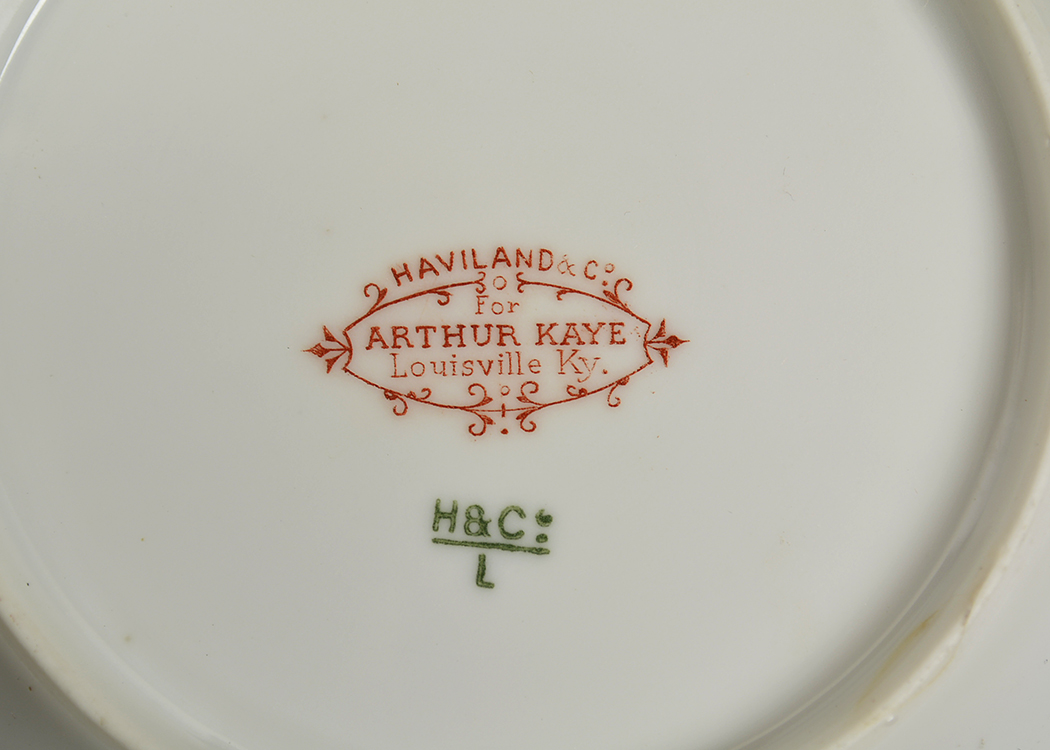 HAVILAND & Co.
For
ARTHUR KAYE
Louisville Ky.
H&Co.
L